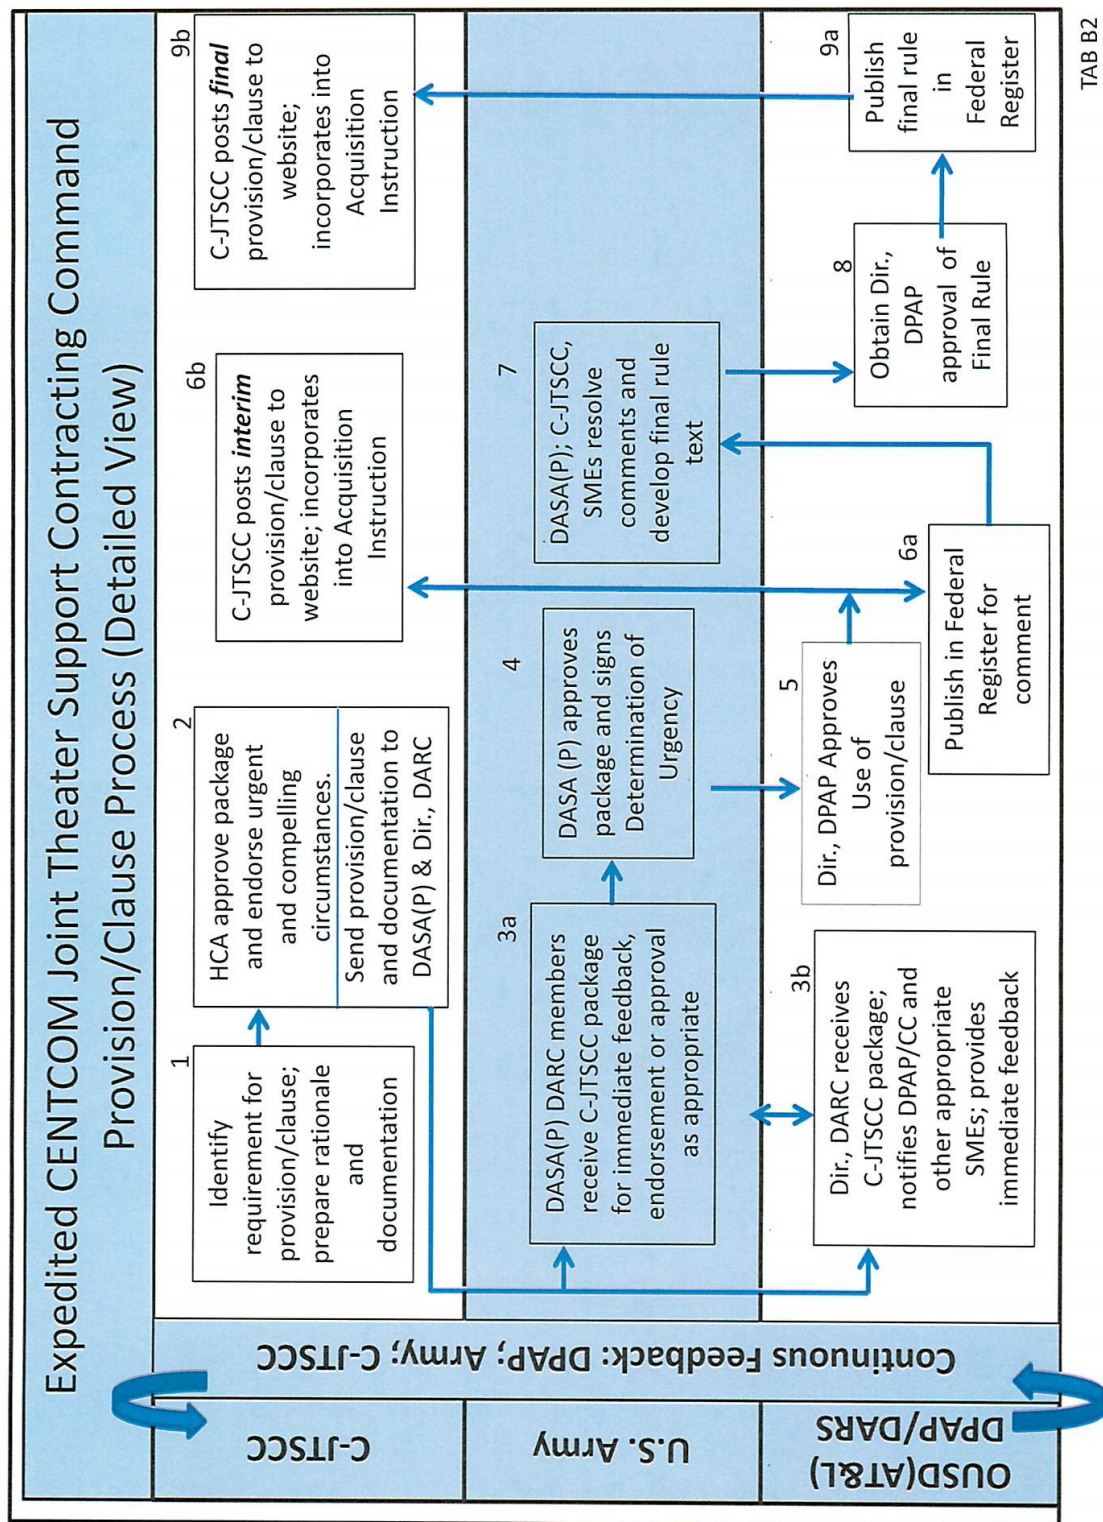 Expedited CENTCOM Joint Theater Support Contracting Command
Provision/Clause Process (Detailed View)
C-JTSCC
U.S. Army
OUSD(AT&L)
DPAP/DARS
Continuous Feedback: DPAP; Army; C-JTSCC
1
Identify
requirement for
provision/clause;
prepare rationale
and
documentation
2
HCA approve package
and endorse urgent
and compelling
circumstances.
Send provision/clause
and documentation to
DASA(P) & Dir., DARC
3a
DASA(P) DARC members
receive C-JTSCC package
for immediate feedback,
endorsement or approval
as appropriate
3b
Dir., DARC receives
C-JTSCC package;
notifies DPAP/CC and
other appropriate
SMEs; provides
immediate feedback
4
DASA (P) approves
package and signs
Determination of
Urgency
5
Dir., DPAP Approves
Use of
provision/clause
6a
Publish in Federal
Register for
comment
6b
C-JTSCC posts interim
provision/clause to
website; incorporates
into Acquisition
Instruction
7
DASA(P); C-JTSCC,
SMEs resolve
comments and
develop final rule
text
8
Obtain Dir.,
DPAP
approval of
Final Rule
9a
Publish
final rule
in
Federal
Register
9b
C-JTSCC posts final
provision/clause to
website;
incorporates into
Acquisition
Instruction
TAB B2